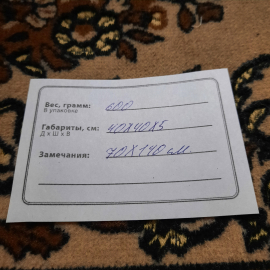 Вес, грамм: 600
В упаковке
Габариты, см: 40х40х5
Д х Ш х В
Замечания: 70х140 см